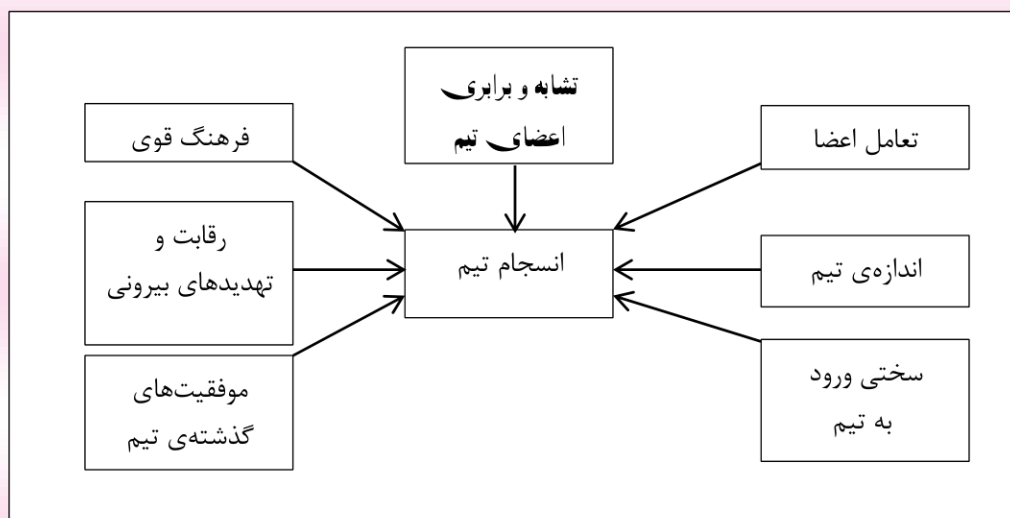 تشابه و برابری
اعضای تیم
تعامل اعضا
فرهنگ قوی
اندازه‌ی تیم
انسجام تیم
رقابت و
تهدیدهای بیرونی
سختی ورود
به تیم
موفقیت‌های
گذشته‌ی تیم